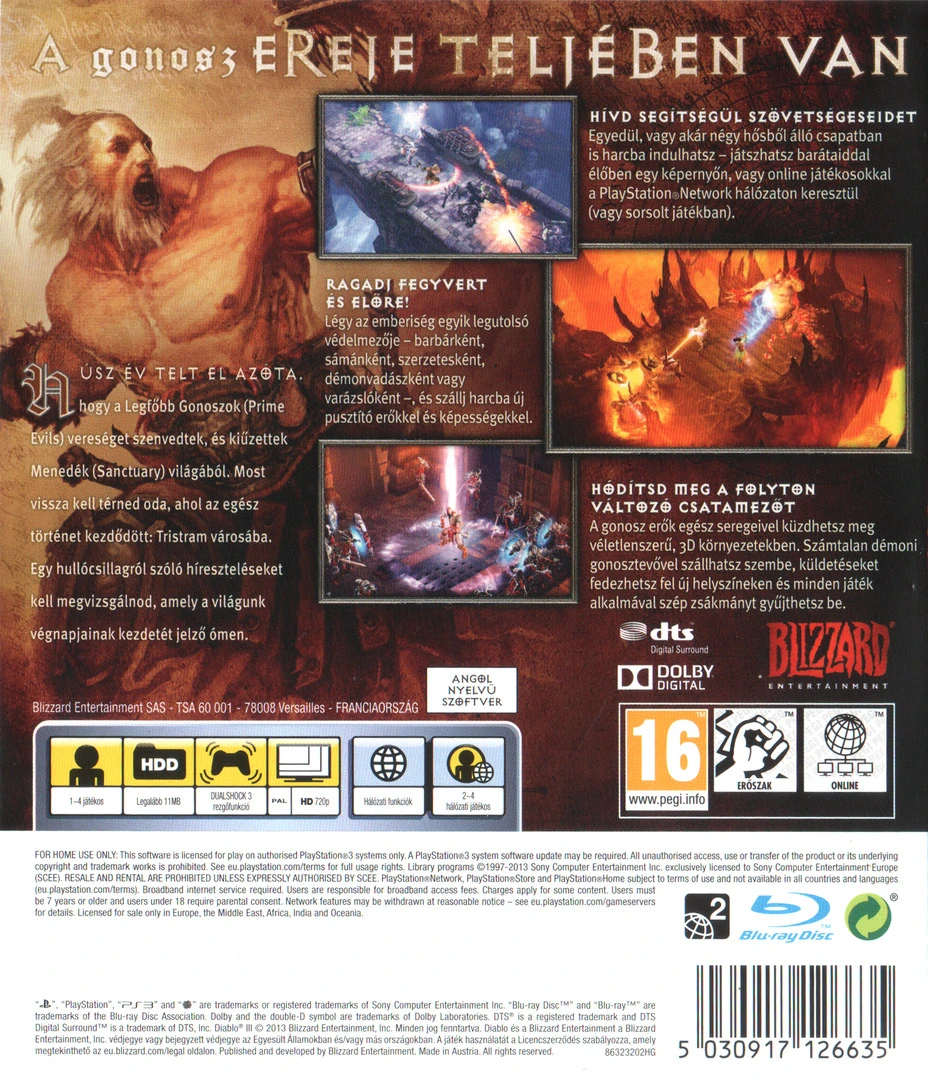 A gonosz EREJE TELJÉBEN VAN
HÍVD SEGÍTSÉGÜL SZÖVETSÉGESEIDET
Egyedül, vagy akár négy hősből álló csapatban
is harcba indulhatsz – játszhatsz barátaiddal
élőben egy képernyőn, vagy online játékosokkal
a PlayStation®Network hálózaton keresztül
(vagy sorsolt játékban).
RAGADJ FEGYVERT
ÉS ELŐRE!
Légy az emberiség egyik legutolsó
védelmezője – barbárként,
sámánként, szerzetesként,
démonvadászként vagy
varázslóként –, és szállj harcba új
pusztító erőkkel és képességekkel.
HÚSZ ÉV TELT EL AZÓTA,
hogy a Legfőbb Gonoszok (Prime
Evils) vereséget szenvedtek, és kiűzettek
Menedék (Sanctuary) világából. Most
vissza kell térned oda, ahol az egész
történet kezdődött: Tristram városába.
Egy hullócsillagról szóló híreszteléseket
kell megvizsgálnod, amely a világunk
végnapjainak kezdetét jelző ómen.
HÓDÍTSD MEG A FOLYTON
VÁLTOZÓ CSATAMEZŐT
A gonosz erők egész seregeivel küzdhetsz meg
véletlenszerű, 3D környezetekben. Számtalan démoni
gonosztevővel szállhatsz szembe, küldetéseket
fedezhetsz fel új helyszíneken és minden játék
alkalmával szép zsákmányt gyűjthetsz be.
dts
Digital Surround
DOLBY
DIGITAL
BLIZZARD®
ENTERTAINMENT
ANGOL
NYELVŰ
SZOFTVER
Blizzard Entertainment SAS - TSA 60 001 - 78008 Versailles - FRANCIAORSZÁG
HDD
1~4 játékos
Legalább 11MB
DUALSHOCK 3
rezgőfunkció
PAL
HD 720p
Hálózati funkciók
2~4
hálózati játékos
16™
www.pegi.info
™
ERŐSZAK
™
ONLINE
FOR HOME USE ONLY: This software is licensed for play on authorised PlayStation®3 systems only. A PlayStation®3 system software update may be required. All unauthorised access, use or transfer of the product or its underlying
copyright and trademark works is prohibited. See eu.playstation.com/terms for full usage rights. Library programs ©1997-2013 Sony Computer Entertainment Inc. exclusively licensed to Sony Computer Entertainment Europe
(SCEE). RESALE AND RENTAL ARE PROHIBITED UNLESS EXPRESSLY AUTHORISED BY SCEE. PlayStation®Network, PlayStation®Store and PlayStation®Home subject to terms of use and not available in all countries and languages
(eu.playstation.com/terms). Broadband internet service required. Users are responsible for broadband access fees. Charges apply for some content. Users must
be 7 years or older and users under 18 require parental consent. Network features may be withdrawn at reasonable notice – see eu.playstation.com/gameservers
for details. Licensed for sale only in Europe, the Middle East, Africa, India and Oceania.
2
Blu-ray Disc™
®
“ ”, “PlayStation”, “PS3” and “ ” are trademarks or registered trademarks of Sony Computer Entertainment Inc. “Blu-ray Disc™” and “Blu-ray™” are
trademarks of the Blu-ray Disc Association. Dolby and the double-D symbol are trademarks of Dolby Laboratories. DTS® is a registered trademark and DTS
Digital Surround™ is a trademark of DTS, Inc. Diablo® III © 2013 Blizzard Entertainment, Inc. Minden jog fenntartva. Diablo és a Blizzard Entertainment a Blizzard
Entertainment, Inc. védjegye vagy bejegyzett védjegye az Egyesült Államokban és/vagy más országokban. A játék használatát a Licencszerződés szabályozza, amely
megtekinthető az eu.blizzard.com/legal oldalon. Published and developed by Blizzard Entertainment. Made in Austria. All rights reserved.
86323202HG
5 030917 126635